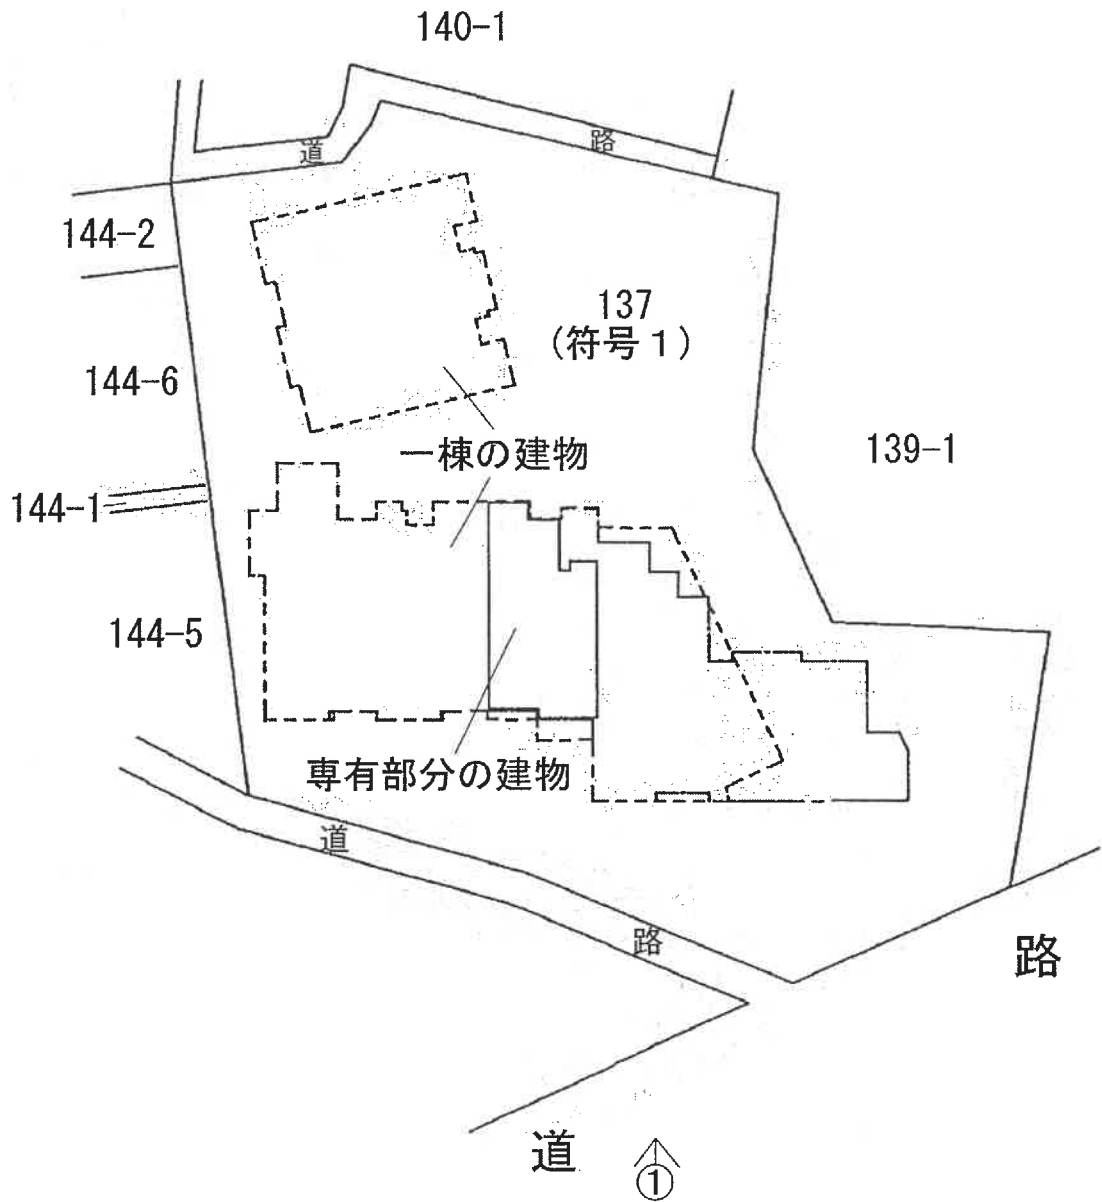 140-1
道
路
144-2
137
(符号1)
144-6
一棟の建物
139-1
144-1
144-5
専有部分の建物
道
路
路
道
①